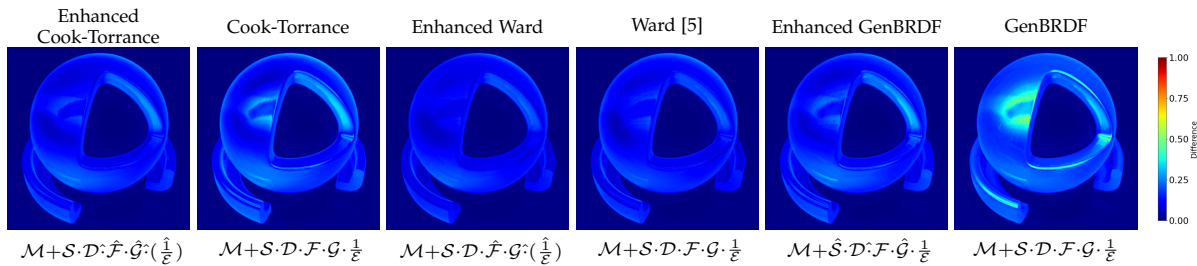 Enhanced
Cook-Torrance
Cook-Torrance
Enhanced Ward
Ward [5]
Enhanced GenBRDF
GenBRDF
1.00
0.75
0.50
0.25
0.00
Difference
ℳ+𝒮·𝒟·̂ℱ̂·𝒢·̂(1̂/ℰ)
ℳ+𝒮·𝒟·ℱ·𝒢·1/ℰ
ℳ+𝒮·𝒟·ℱ̂·𝒢·̂(1̂/ℰ)
ℳ+𝒮·𝒟·ℱ·𝒢·1/ℰ
ℳ+𝒮̂·𝒟·̂ℱ·𝒢̂·1/ℰ
ℳ+𝒮·𝒟·ℱ·𝒢·1/ℰ